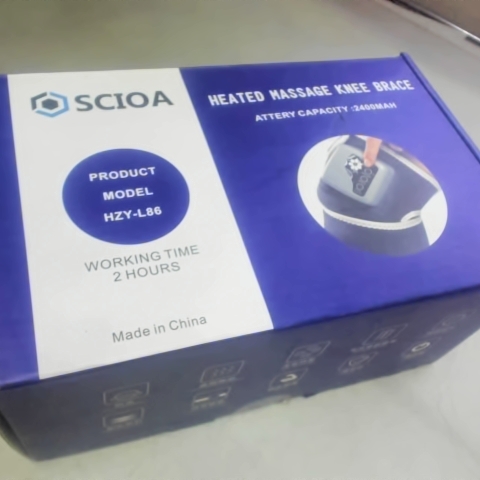 SCIOA
HEATED MASSAGE KNEE BRACE
ATTERY CAPACITY :2400MAH
PRODUCT
MODEL
HZY-L86
WORKING TIME
2 HOURS
Made in China